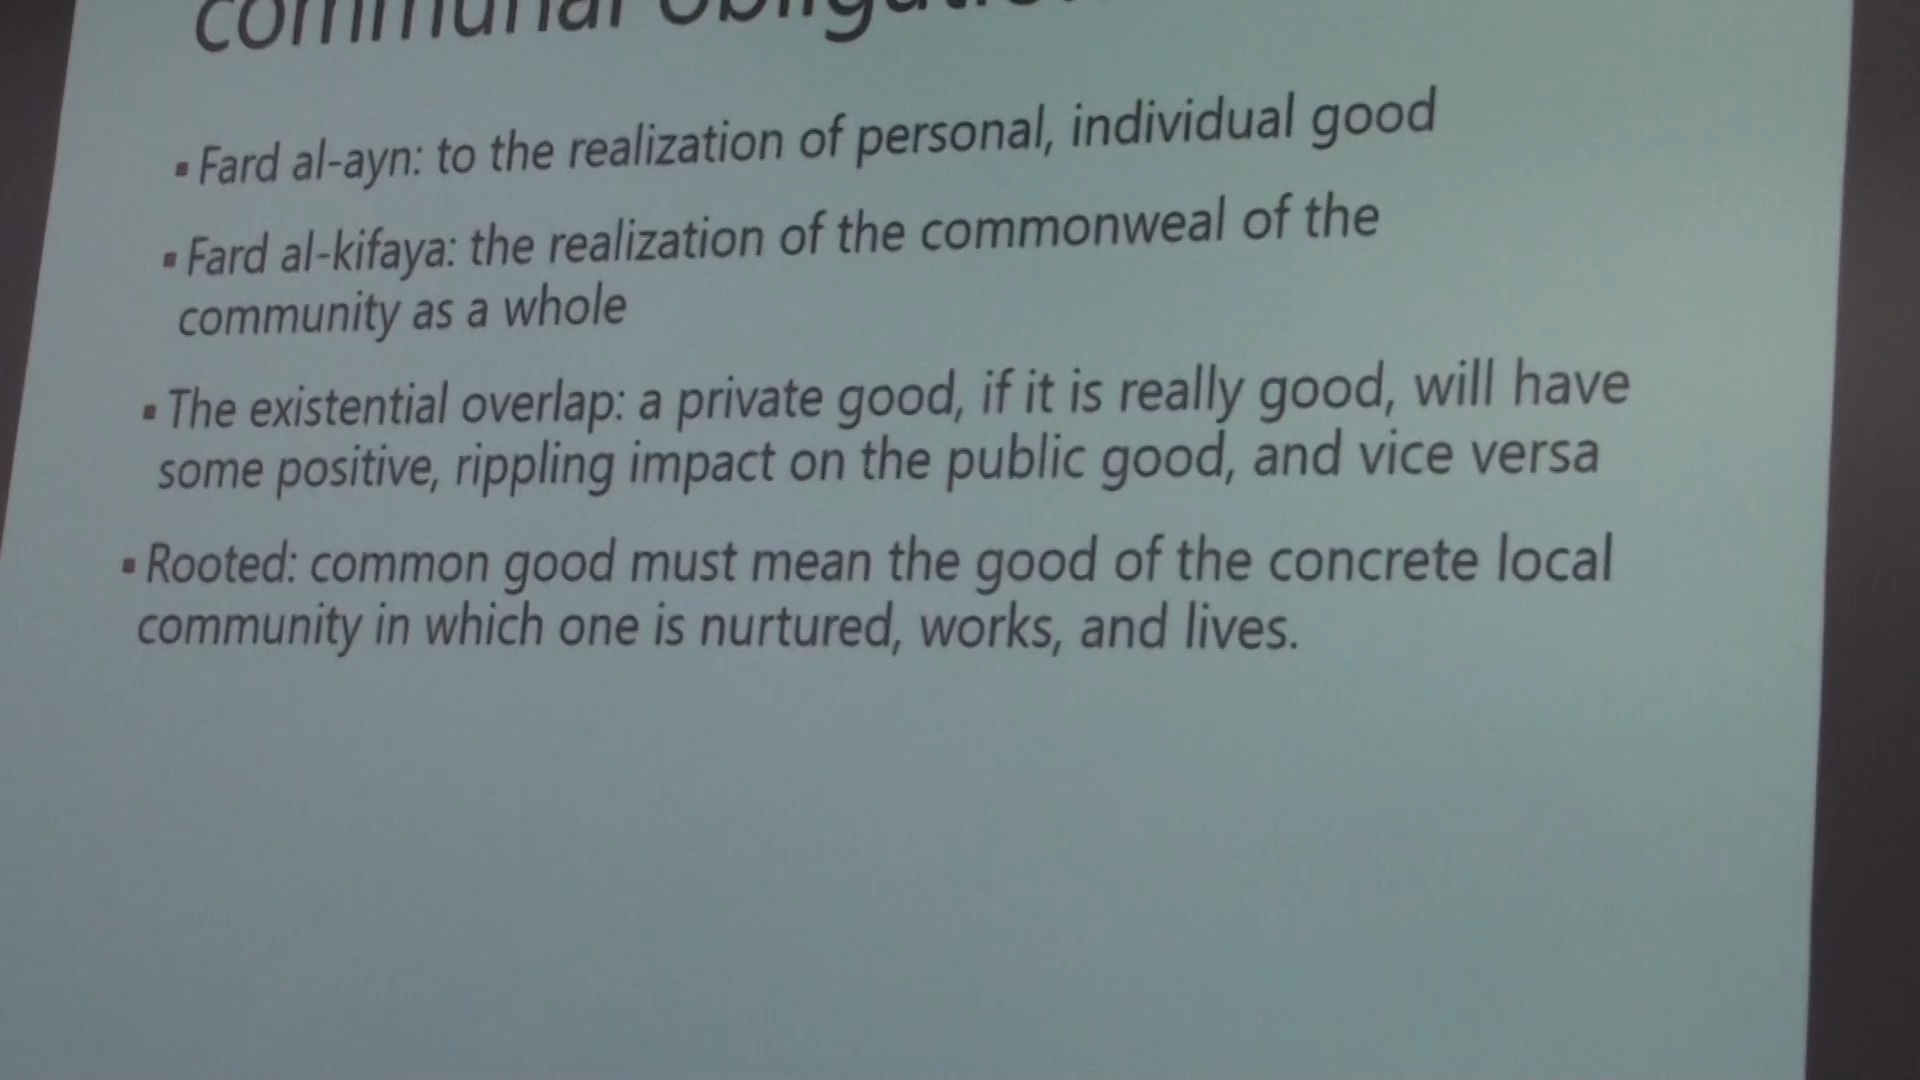 communal
▪ Fard al-ayn: to the realization of personal, individual good
▪ Fard al-kifaya: the realization of the commonweal of the
community as a whole
▪ The existential overlap: a private good, if it is really good, will have
some positive, rippling impact on the public good, and vice versa
▪ Rooted: common good must mean the good of the concrete local
community in which one is nurtured, works, and lives.